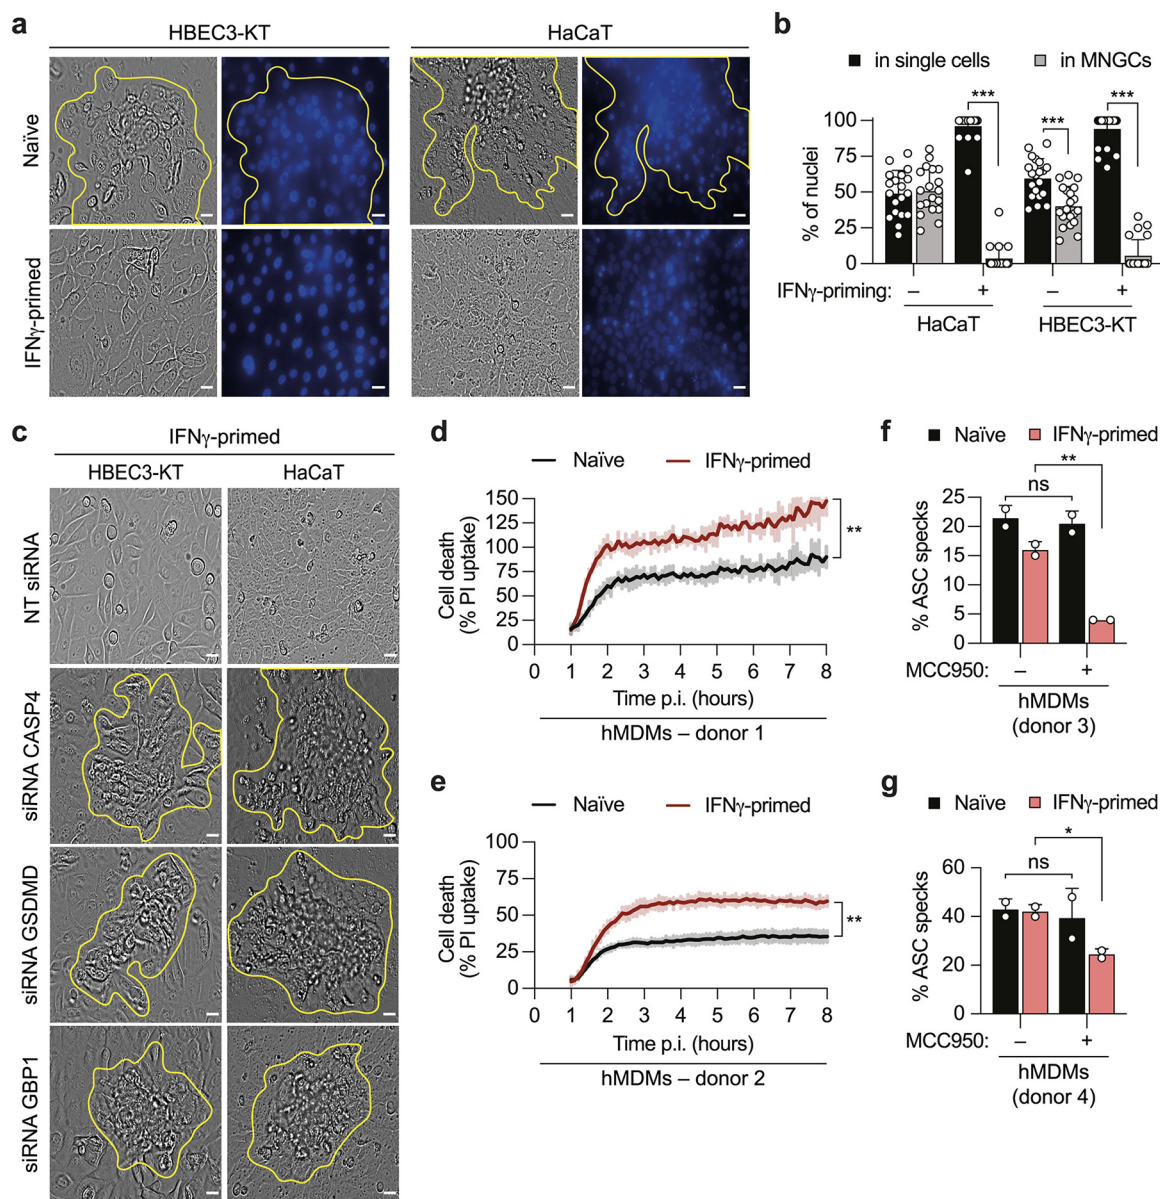 a
HBEC3-KT
HaCaT
Naïve
IFNγ-primed
b
in single cells
in MNGCs
% of nuclei
100
75
50
25
0
***
***
***
IFNγ-priming:
–
+
–
+
HaCaT
HBEC3-KT
c
IFNγ-primed
HBEC3-KT
HaCaT
NT siRNA
siRNA CASP4
siRNA GSDMD
siRNA GBP1
d
Naïve
IFNγ-primed
Cell death
(% PI uptake)
150
125
100
75
50
25
0
**
0 1 2 3 4 5 6 7 8
Time p.i. (hours)
hMDMs – donor 1
e
Naïve
IFNγ-primed
Cell death
(% PI uptake)
100
75
50
25
0
**
0 1 2 3 4 5 6 7 8
Time p.i. (hours)
hMDMs – donor 2
f
Naïve
IFNγ-primed
% ASC specks
25
20
15
10
5
0
**
ns
MCC950:
–
+
hMDMs
(donor 3)
g
Naïve
IFNγ-primed
% ASC specks
60
40
20
0
*
ns
MCC950:
–
+
hMDMs
(donor 4)